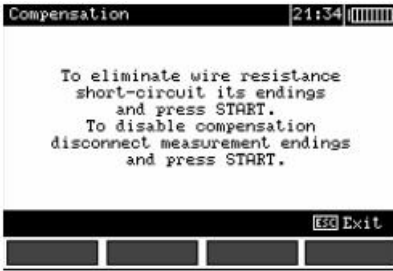 Compensation 21:34
To eliminate wire resistance
short-circuit its endings
and press START.
To disable compensation
disconnect measurement endings
and press START.
ESC Exit